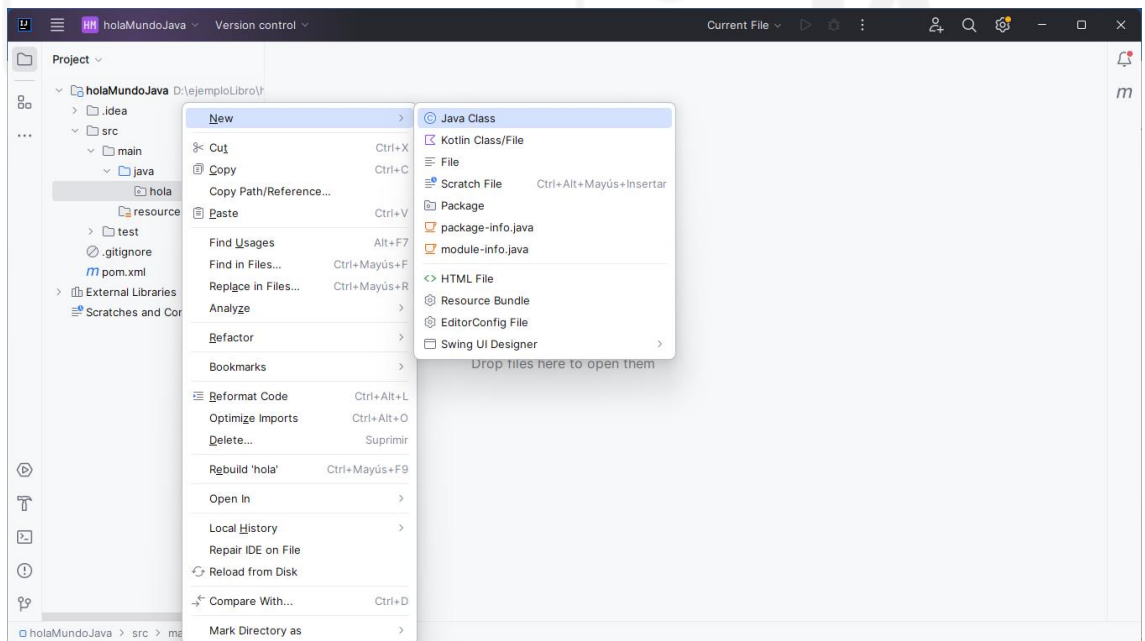 HM holaMundoJava Version control Current File
Project
holaMundoJava D:\ejemploLibro\h
.idea
src
main
java
hola
resource
test
.gitignore
m pom.xml
External Libraries
Scratches and Cor
New
Cut Ctrl+X
Copy Ctrl+C
Copy Path/Reference...
Paste Ctrl+V
Find Usages Alt+F7
Find in Files... Ctrl+Mayús+F
Replace in Files... Ctrl+Mayús+R
Analyze
Refactor
Bookmarks
Reformat Code Ctrl+Alt+L
Optimize Imports Ctrl+Alt+O
Delete... Suprimir
Rebuild 'hola' Ctrl+Mayús+F9
Open In
Local History
Repair IDE on File
Reload from Disk
Compare With... Ctrl+D
Mark Directory as
Java Class
Kotlin Class/File
File
Scratch File Ctrl+Alt+Mayús+Insertar
Package
package-info.java
module-info.java
HTML File
Resource Bundle
EditorConfig File
Swing UI Designer
Drop files here to open them
m
holaMundoJava > src > ma